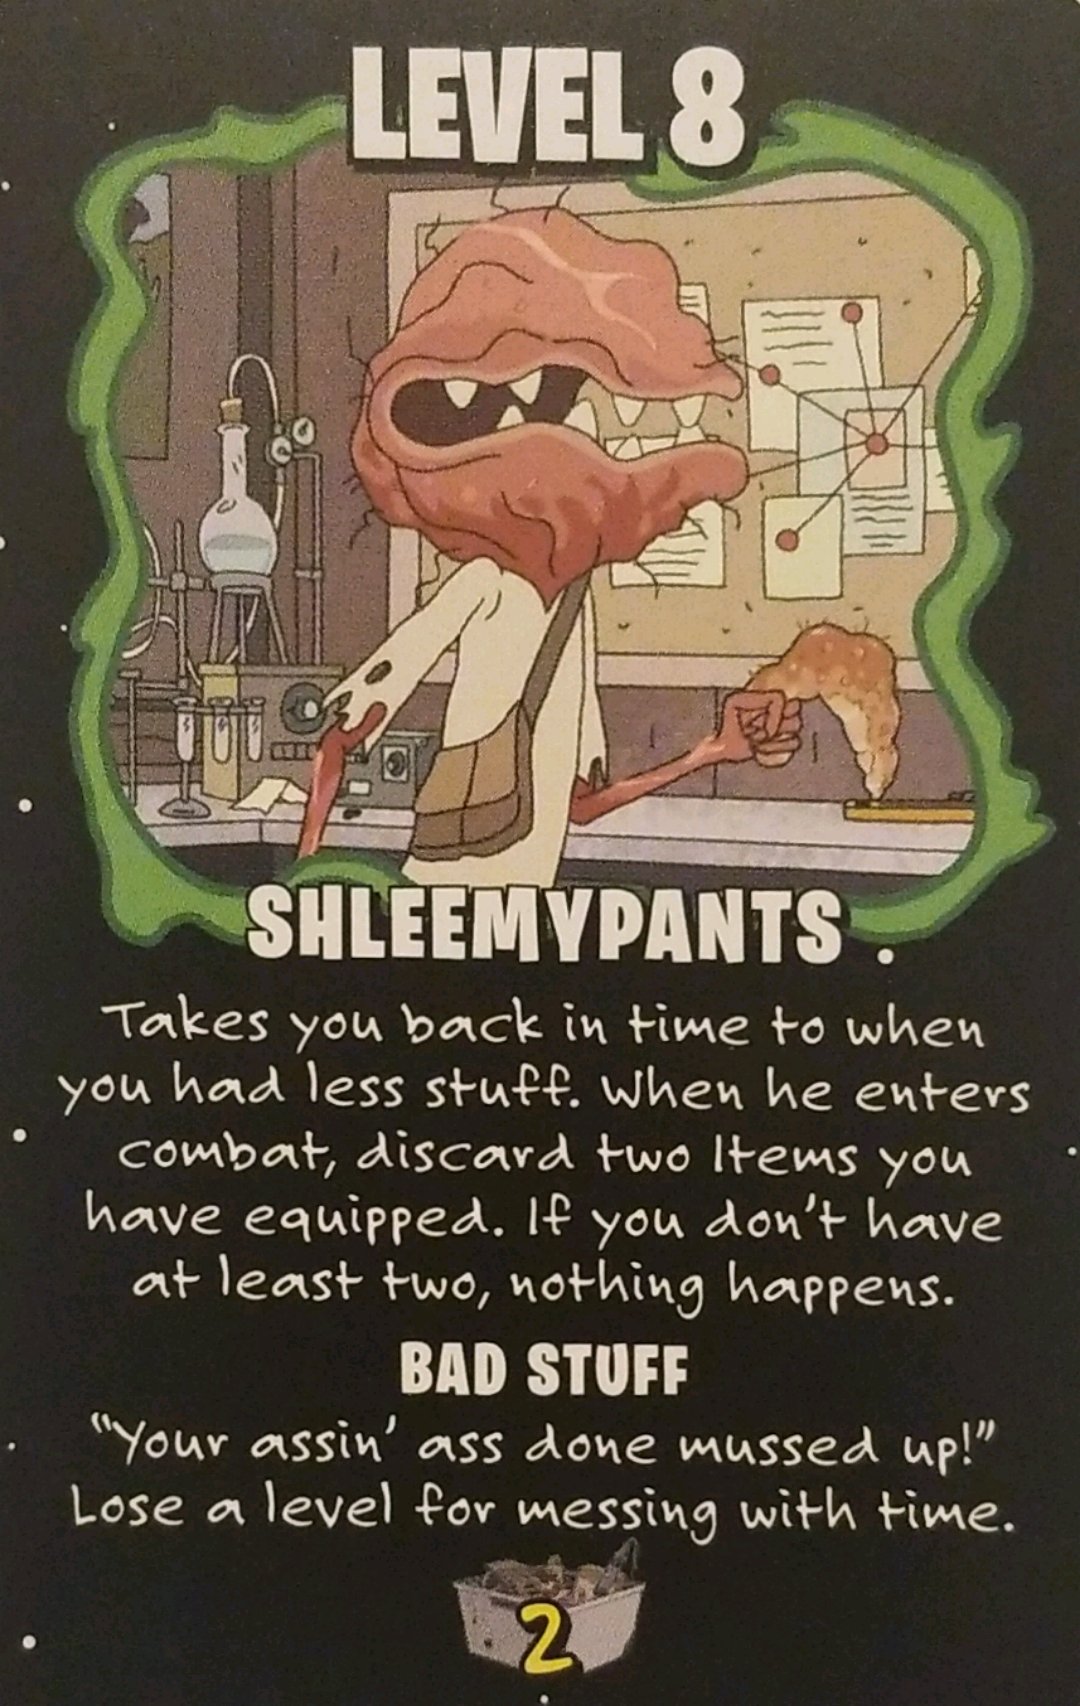 LEVEL 8
SHLEEMYPANTS
Takes you back in time to when
you had less stuff. When he enters
combat, discard two Items you
have equipped. If you don't have
at least two, nothing happens.
BAD STUFF
"Your assin' ass done mussed up!"
Lose a level for messing with time.
2